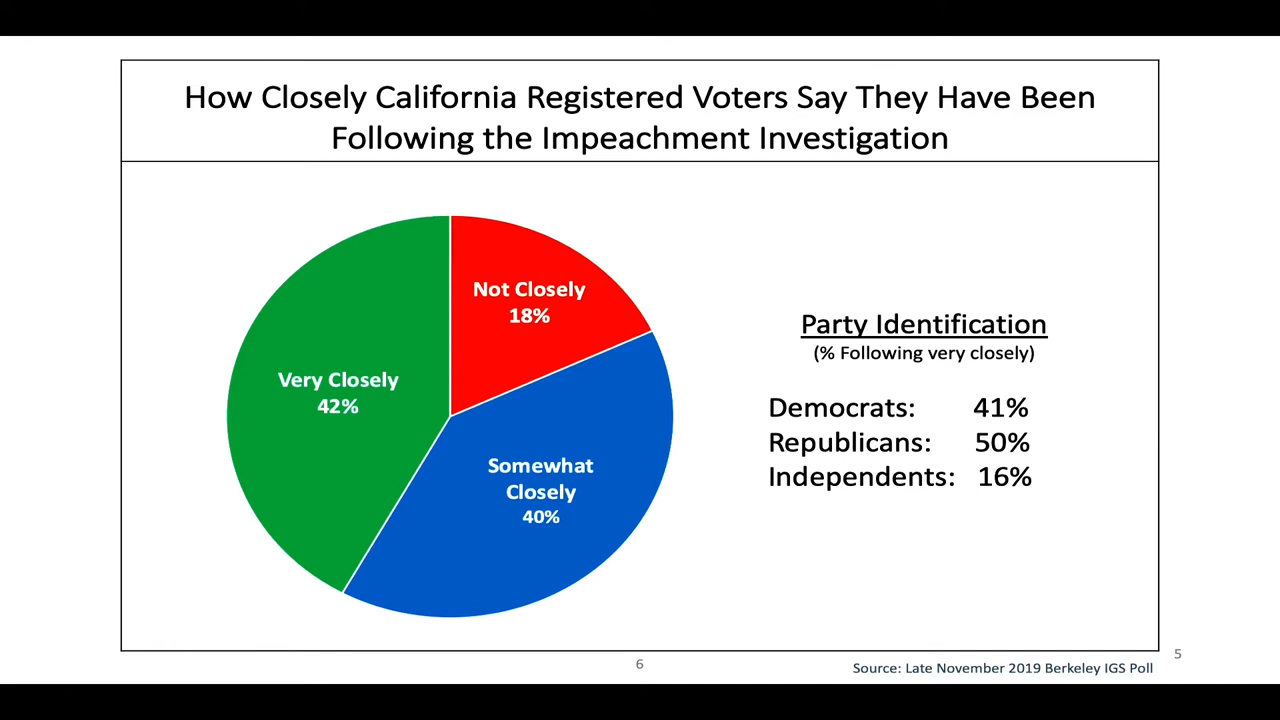 How Closely California Registered Voters Say They Have Been
Following the Impeachment Investigation
Not Closely
18%
Very Closely
42%
Somewhat
Closely
40%
Party Identification
(% Following very closely)
Democrats: 41%
Republicans: 50%
Independents: 16%
5
6
Source: Late November 2019 Berkeley IGS Poll